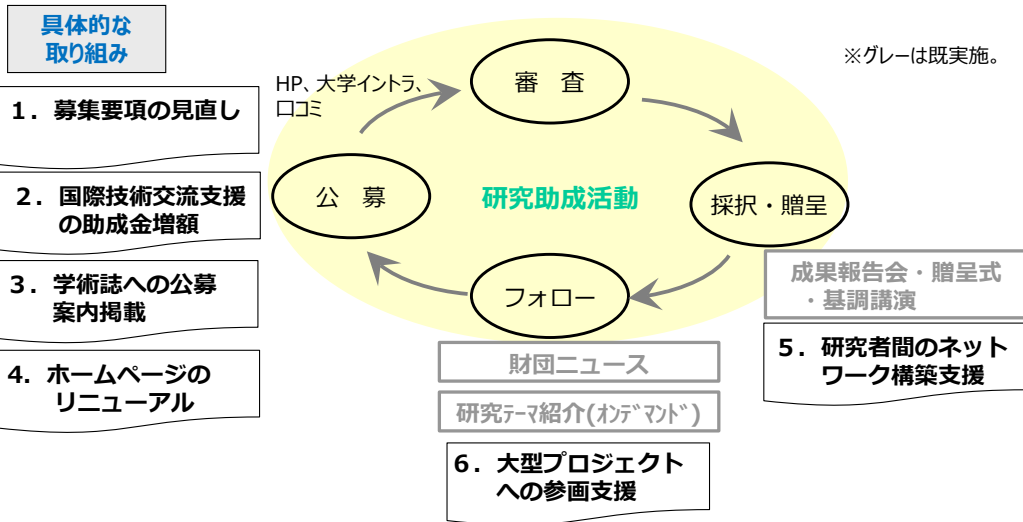 具体的な
取り組み
※グレーは既実施。
1．募集要項の見直し
2．国際技術交流支援
の助成金増額
3．学術誌への公募
案内掲載
4．ホームページの
リニューアル
HP、大学イントラ、
口コミ
審　査
公　募
研究助成活動
採択・贈呈
フォロー
成果報告会・贈呈式
・基調講演
5．研究者間のネット
ワーク構築支援
財団ニュース
研究ﾃｰﾏ紹介(ｵﾝﾃﾞﾏﾝﾄﾞ)
6．大型プロジェクト
への参画支援